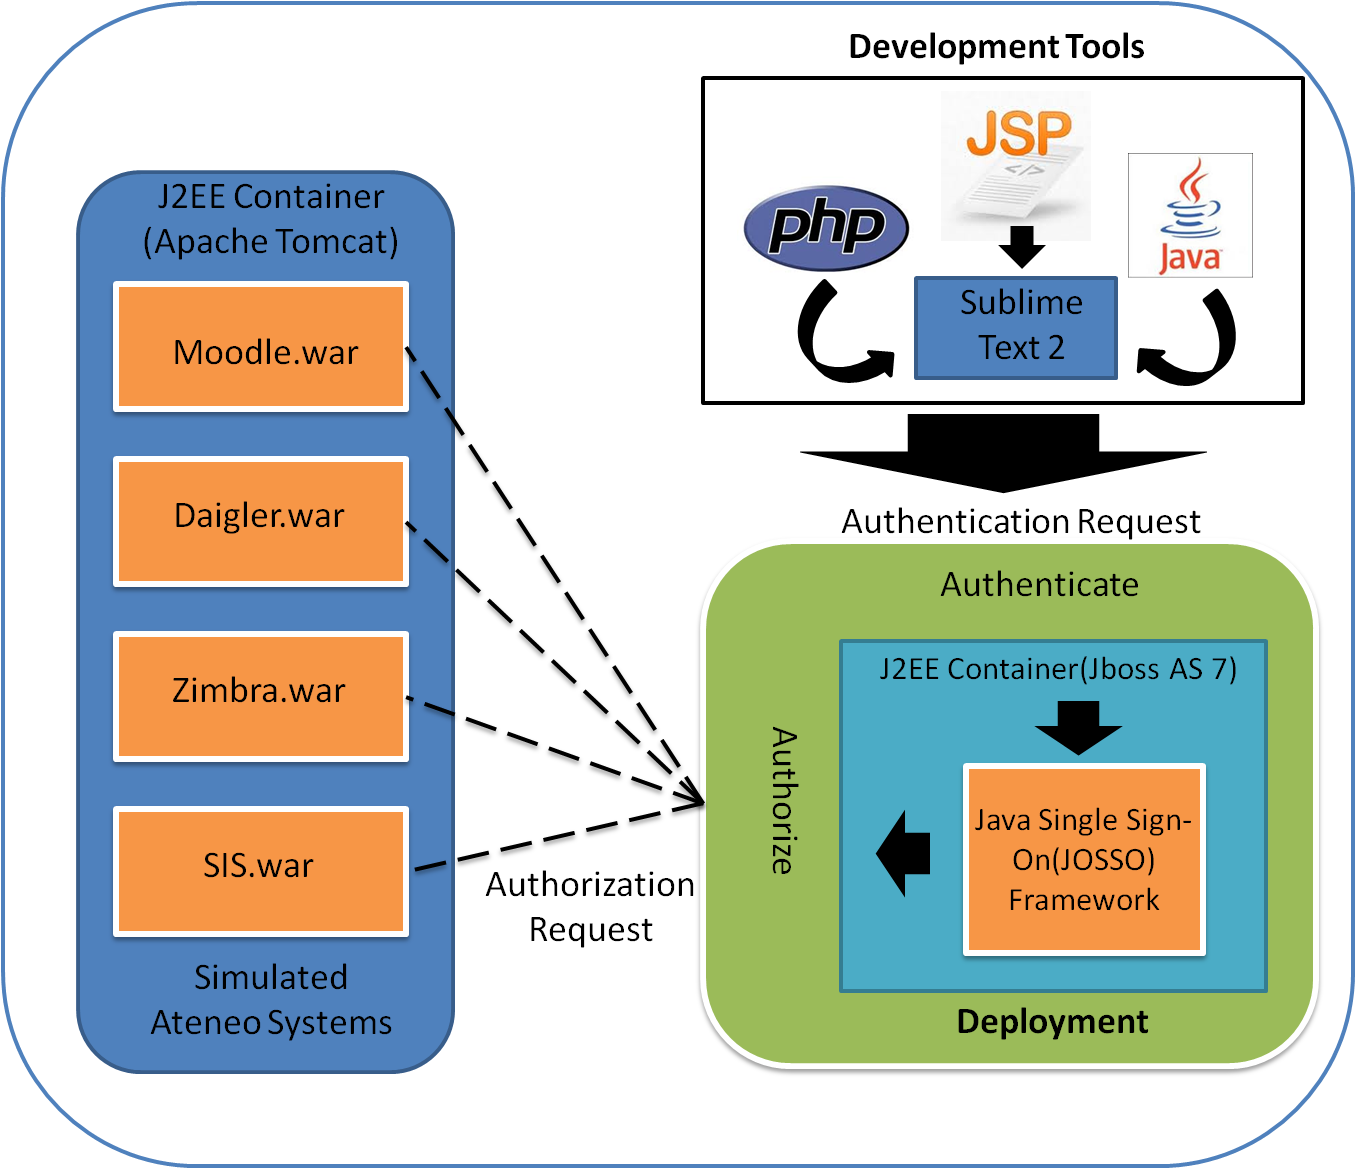 Development Tools
JSP
</>
php
Java
Sublime
Text 2
J2EE Container
(Apache Tomcat)
Moodle.war
Daigler.war
Zimbra.war
SIS.war
Simulated
Ateneo Systems
Authorization
Request
Authentication Request
Authenticate
Authorize
J2EE Container(Jboss AS 7)
Java Single Sign-
On(JOSSO)
Framework
Deployment